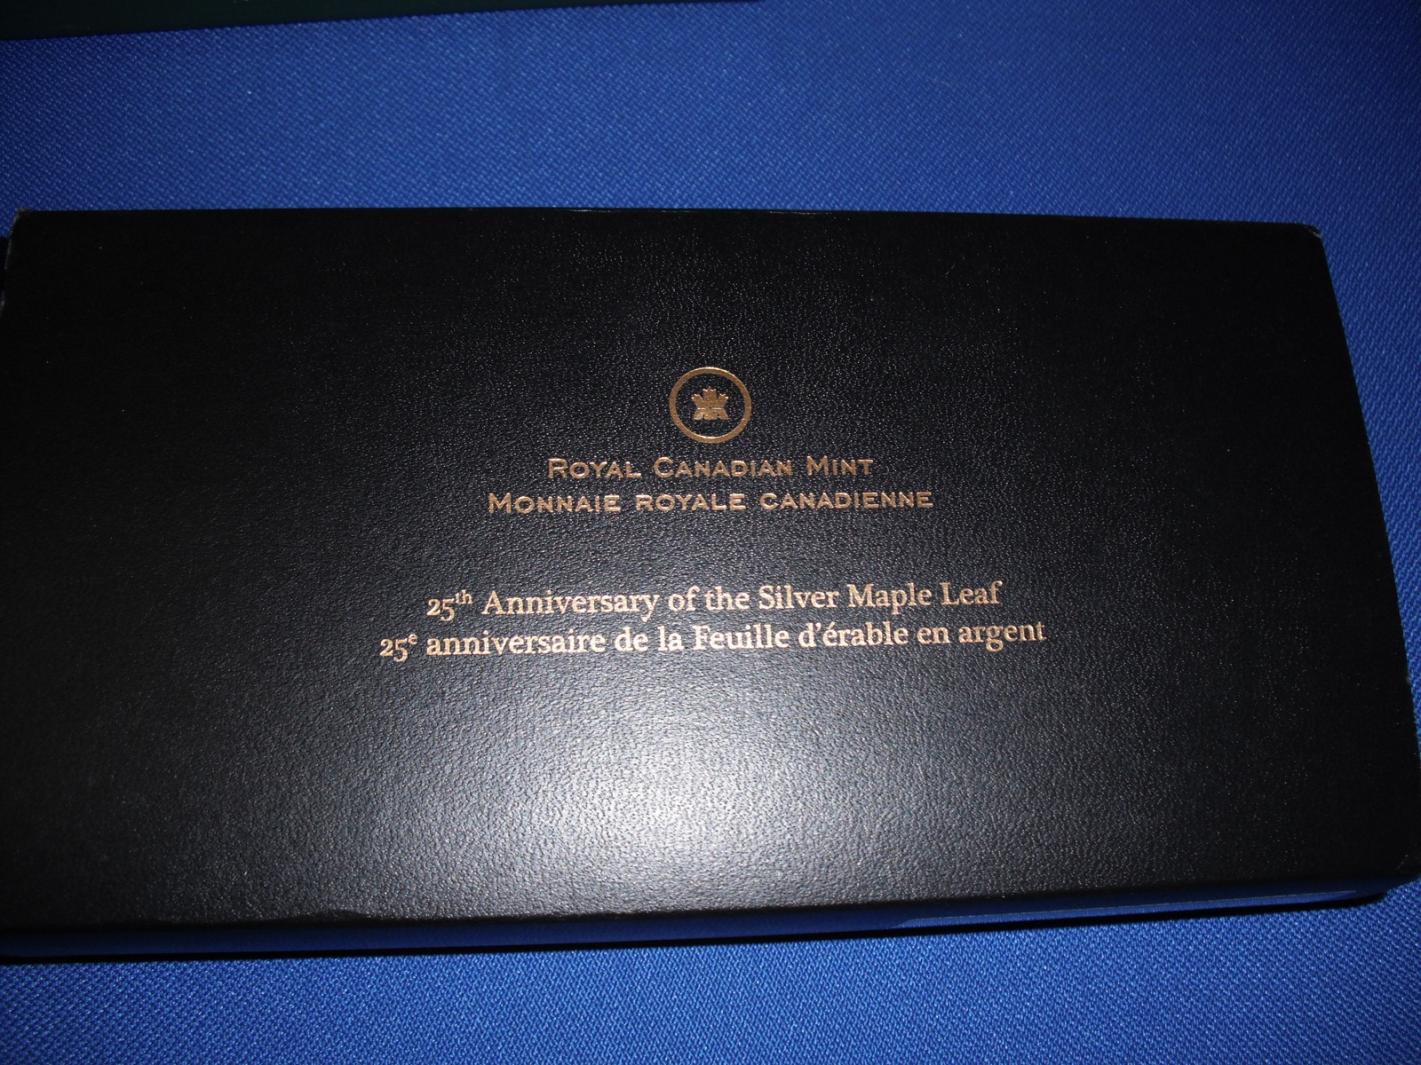 ROYAL CANADIAN MINT
MONNAIE ROYALE CANADIENNE
25th Anniversary of the Silver Maple Leaf
25e anniversaire de la Feuille d'érable en argent